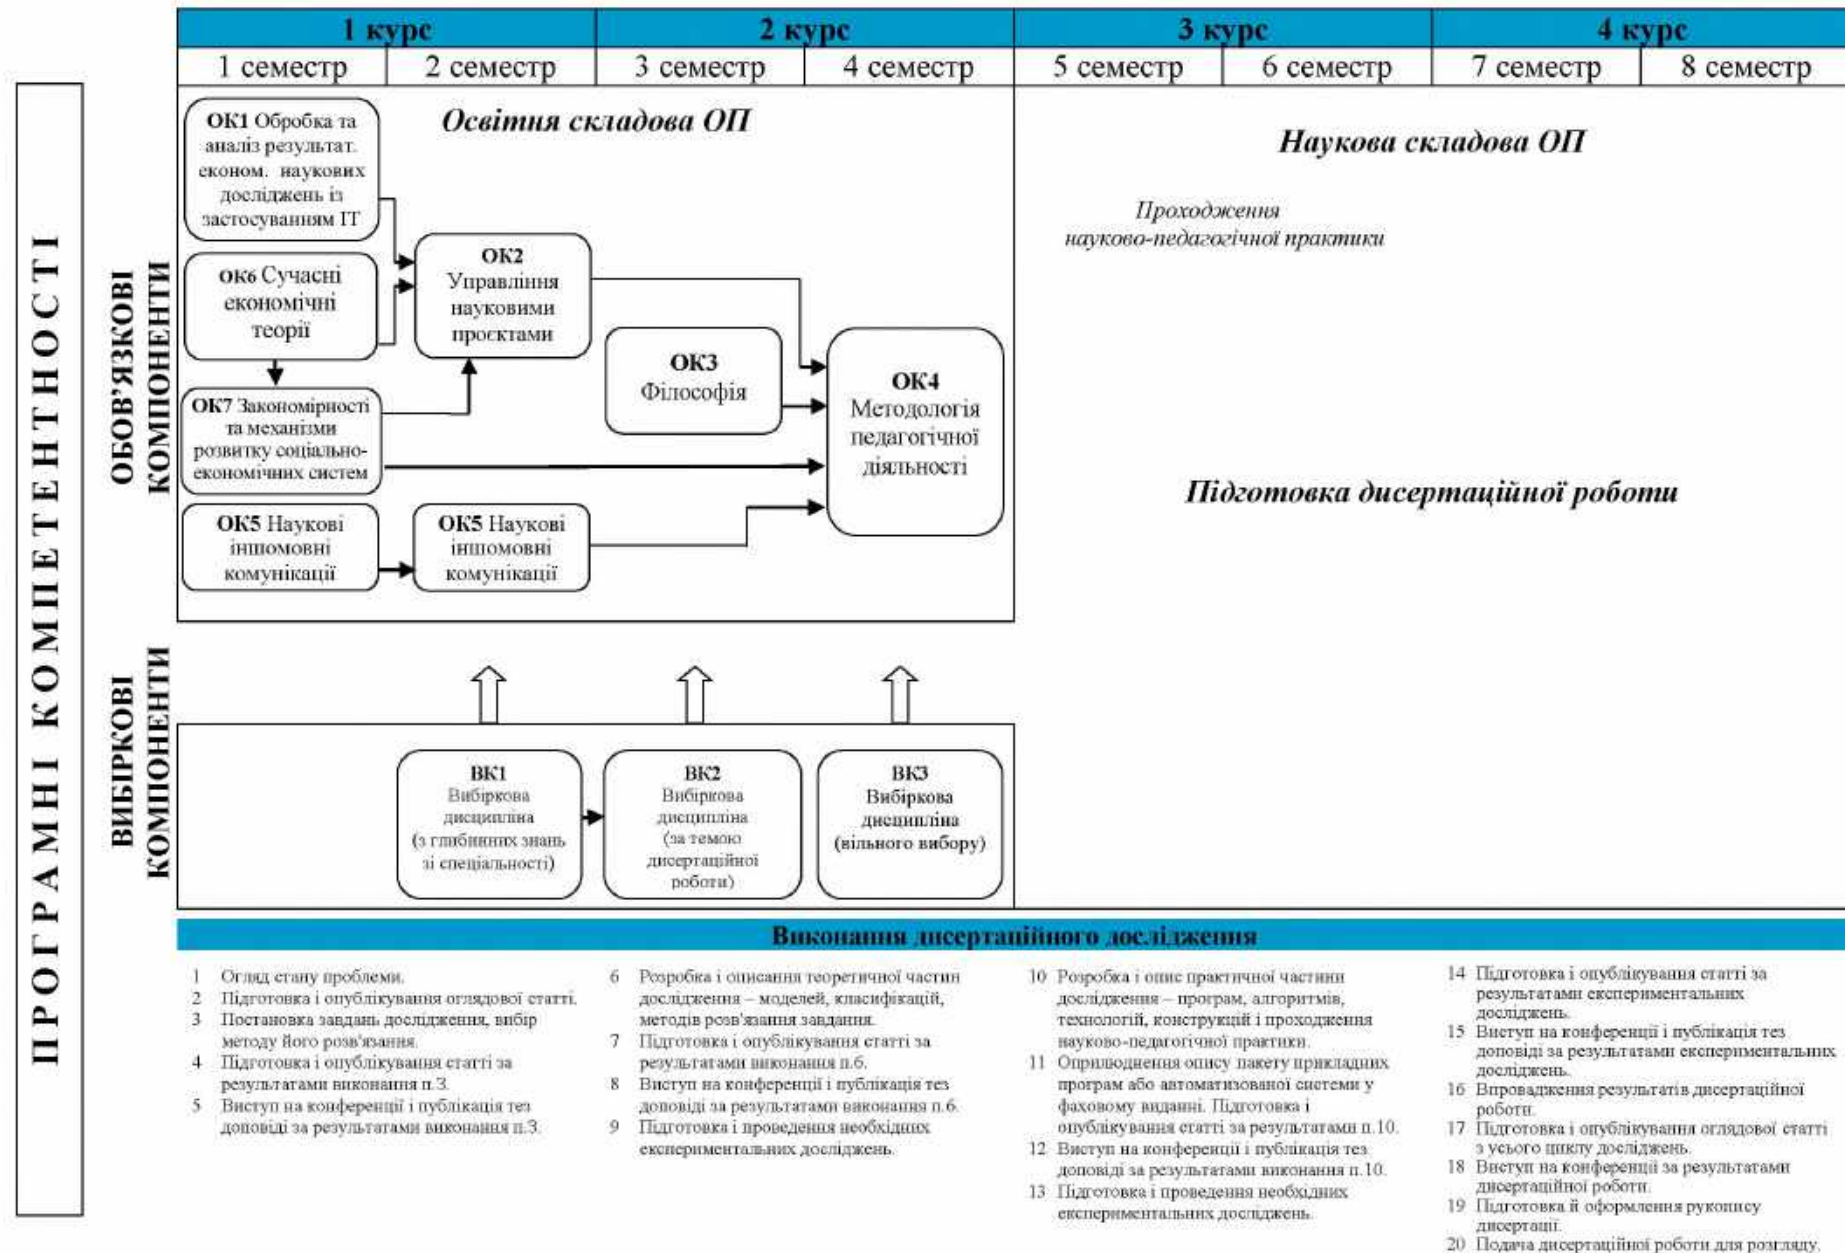 1 курс 2 курс 3 курс 4 курс
1 семестр 2 семестр 3 семестр 4 семестр 5 семестр 6 семестр 7 семестр 8 семестр
ПРОГРАМНІ КОМПЕТЕНТНОСТІ
ОБОВ'ЯЗКОВІ
КОМПОНЕНТИ
Освітня складова ОП
ОК1 Обробка та
аналіз результат.
економ. наукових
досліджень із
застосуванням ІТ
ОК6 Сучасні
економічні
теорії
ОК7 Закономірності
та механізми
розвитку соціально-
економічних систем
ОК5 Наукові
іншомовні
комунікації
ОК2
Управління
науковими
проєктами
ОК5 Наукові
іншомовні
комунікації
ОК3
Філософія
ОК4
Методологія
педагогічної
діяльності
Наукова складова ОП
Проходження
науково-педагогічної практики
Підготовка дисертаційної роботи
ВИБІРКОВІ
КОМПОНЕНТИ
ВК1
Вибіркова
дисципліна
(з глибинних знань
зі спеціальності)
ВК2
Вибіркова
дисципліна
(за темою
дисертаційної
роботи)
ВК3
Вибіркова
дисципліна
(вільного вибору)
Виконання дисертаційного дослідження
1 Огляд стану проблеми.
2 Підготовка і опублікування оглядової статті.
3 Постановка завдань дослідження, вибір
методу його розв'язання.
4 Підготовка і опублікування статті за
результатами виконання п.3.
5 Виступ на конференції і публікація тез
доповіді за результатами виконання п.3.
6 Розробка і описання теоретичної частин
дослідження – моделей, класифікацій,
методів розв'язання завдання.
7 Підготовка і опублікування статті за
результатами виконання п.6.
8 Виступ на конференції і публікація тез
доповіді за результатами виконання п.6.
9 Підготовка і проведення необхідних
експериментальних досліджень.
10 Розробка і опис практичної частини
дослідження – програм, алгоритмів,
технологій, конструкцій і проходження
науково-педагогічної практики.
11 Оприлюднення опису пакету прикладних
програм або автоматизованої системи у
фаховому виданні. Підготовка і
опублікування статті за результатами п.10.
12 Виступ на конференції і публікація тез
доповіді за результатами виконання п.10.
13 Підготовка і проведення необхідних
експериментальних досліджень.
14 Підготовка і опублікування статті за
результатами експериментальних
досліджень.
15 Виступ на конференції і публікація тез
доповіді за результатами експериментальних
досліджень.
16 Впровадження результатів дисертаційної
роботи.
17 Підготовка і опублікування оглядової статті
з усього циклу досліджень.
18 Виступ на конференції за результатами
дисертаційної роботи.
19 Підготовка й оформлення рукопису
дисертації.
20 Подача дисертаційної роботи для розгляду.